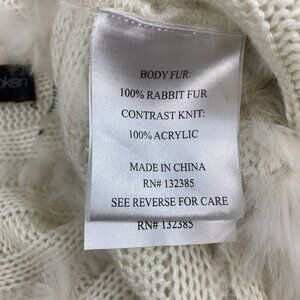 BODY FUR:
100% RABBIT FUR
CONTRAST KNIT:
100% ACRYLIC
MADE IN CHINA
RN# 132385
SEE REVERSE FOR CARE
RN# 132385